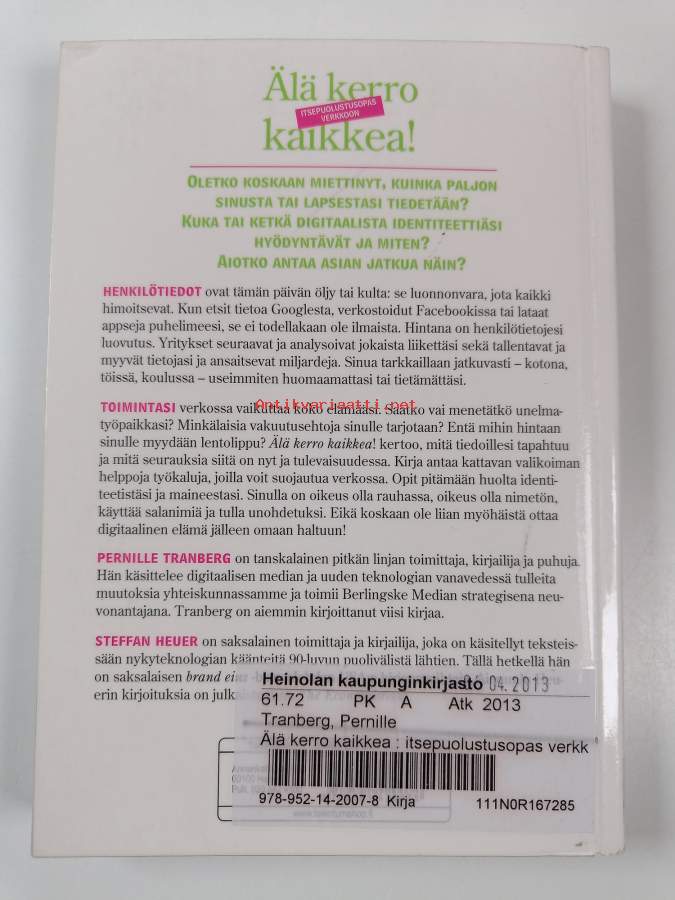 Älä kerro
ITSEPUOLUSTUSOPAS
VERKKOON
kaikkea!
OLETKO KOSKAAN MIETTINYT, KUINKA PALJON
SINUSTA TAI LAPSESTASI TIEDETÄÄN?
KUKA TAI KETKÄ DIGITAALISTA IDENTITEETTIÄSI
HYÖDYNTÄVÄT JA MITEN?
AIOTKO ANTAA ASIAN JATKUA NÄIN?
HENKILÖTIEDOT ovat tämän päivän öljy tai kulta: se luonnonvara, jota kaikki
himoitsevat. Kun etsit tietoa Googlesta, verkostoidut Facebookissa tai lataat
appseja puhelimeesi, se ei todellakaan ole ilmaista. Hintana on henkilötietojesi
luovutus. Yritykset seuraavat ja analysoivat jokaista liikettäsi sekä tallentavat ja
myyvät tietojasi ja ansaitsevat miljardeja. Sinua tarkkaillaan jatkuvasti – kotona,
töissä, koulussa – useimmiten huomaamattasi tai tietämättäsi.
Antikvariaatti.net
TOIMINTASI verkossa vaikuttaa koko elämääsi. Saatko vai menetätkö unelma-
työpaikkasi? Minkälaisia vakuutusehtoja sinulle tarjotaan? Entä mihin hintaan
sinulle myydään lentolippu? Älä kerro kaikkea! kertoo, mitä tiedoillesi tapahtuu
ja mitä seurauksia siitä on nyt ja tulevaisuudessa. Kirja antaa kattavan valikoiman
helppoja työkaluja, joilla voit suojautua verkossa. Opit pitämään huolta identi-
teetistäsi ja maineestasi. Sinulla on oikeus olla rauhassa, oikeus olla nimetön,
käyttää salanimiä ja tulla unohdetuksi. Eikä koskaan ole liian myöhäistä ottaa
digitaalinen elämä jälleen omaan haltuun!
PERNILLE TRANBERG on tanskalainen pitkän linjan toimittaja, kirjailija ja puhuja.
Hän käsittelee digitaalisen median ja uuden teknologian vanavedessä tulleita
muutoksia yhteiskunnassamme ja toimii Berlingske Median strategisena neu-
vonantajana. Tranberg on aiemmin kirjoittanut viisi kirjaa.
STEFFAN HEUER on saksalainen toimittaja ja kirjailija, joka on käsitellyt teksteis-
sään nykyteknologian käänteitä 90-luvun puolivälistä lähtien. Tällä hetkellä hän
on saksalaisen brand ein
erin kirjoituksia on julk
Heinolan kaupunginkirjasto 04.2013
61.72 PK A Atk 2013
Tranberg, Pernille
Älä kerro kaikkea : itsepuolustusopas verkk
978-952-14-2007-8 Kirja 111N0R167285